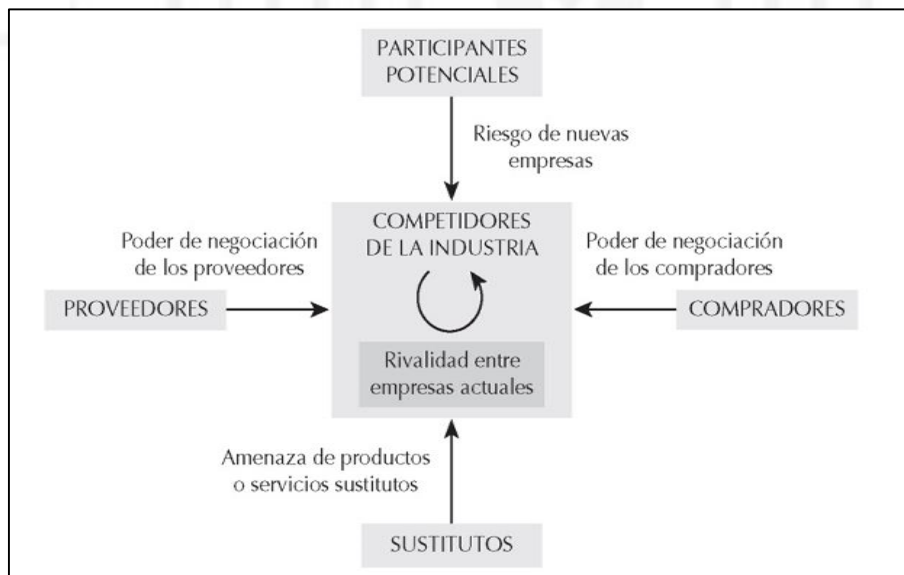 PARTICIPANTES
POTENCIALES
Riesgo de nuevas
empresas
COMPETIDORES
DE LA INDUSTRIA
Poder de negociación
de los proveedores
Poder de negociación
de los compradores
PROVEEDORES
COMPRADORES
Rivalidad entre
empresas actuales
Amenaza de productos
o servicios sustitutos
SUSTITUTOS